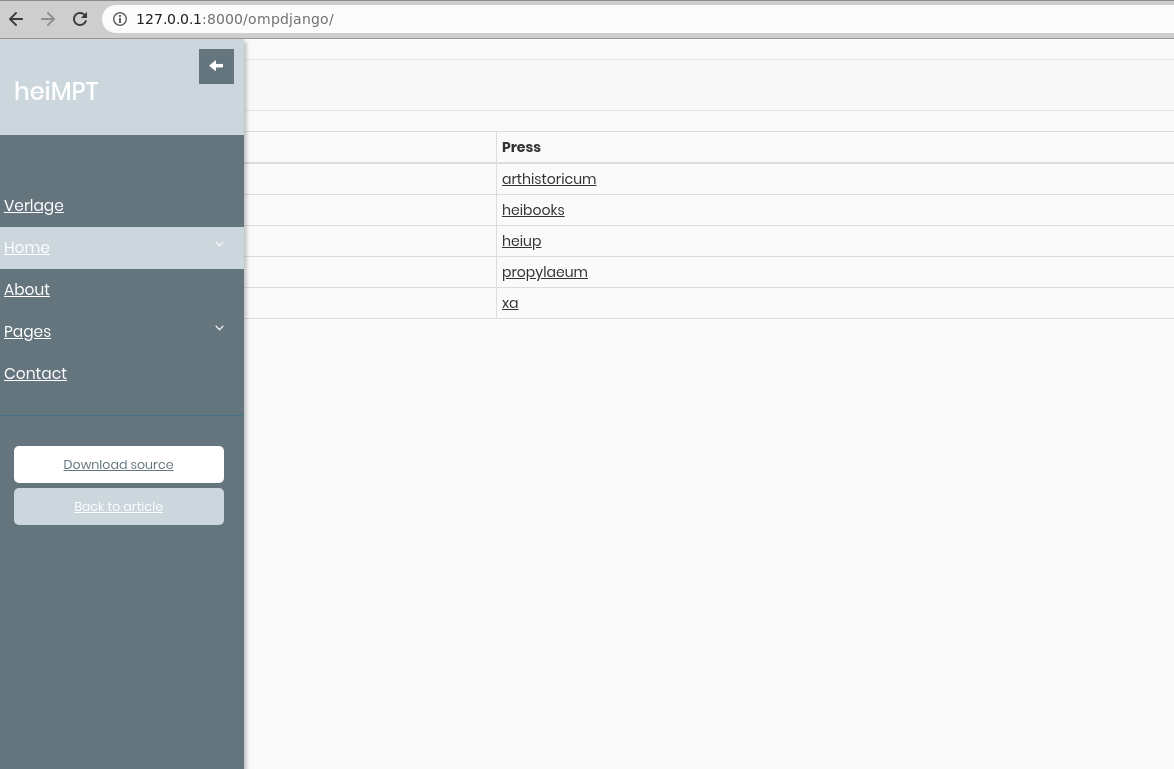 127.0.0.1:8000/ompdjango/
heiMPT
Verlage
Home
About
Pages
Contact
Download source
Back to article
Press
arthistoricum
heibooks
heiup
propylaeum
xa